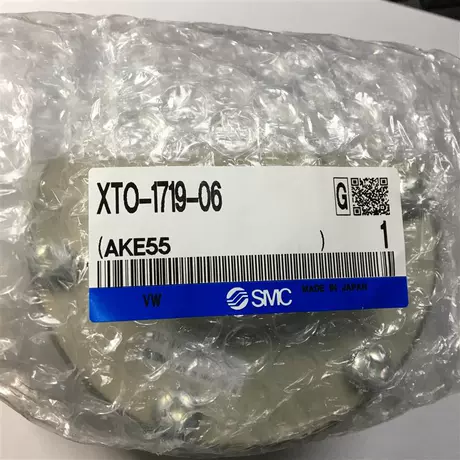 XTO-1719-06
G
(AKE55 )
1
VW
SMC
MADE IN JAPAN